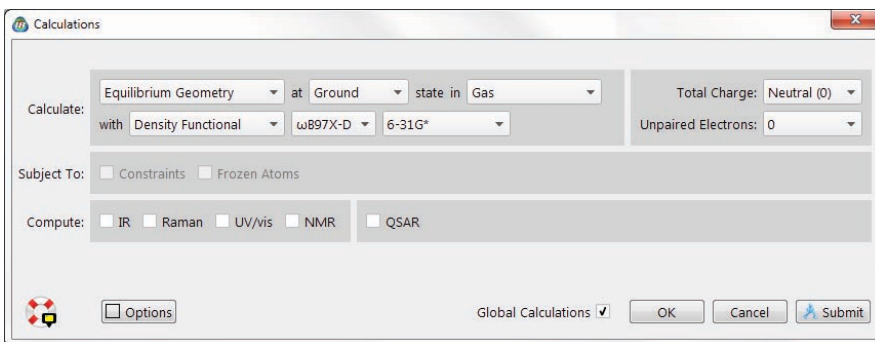 Calculations
Calculate: Equilibrium Geometry at Ground state in Gas Total Charge: Neutral (0)
with Density Functional ωB97X-D 6-31G* Unpaired Electrons: 0
Subject To: Constraints Frozen Atoms
Compute: IR Raman UV/vis NMR QSAR
Options Global Calculations OK Cancel Submit